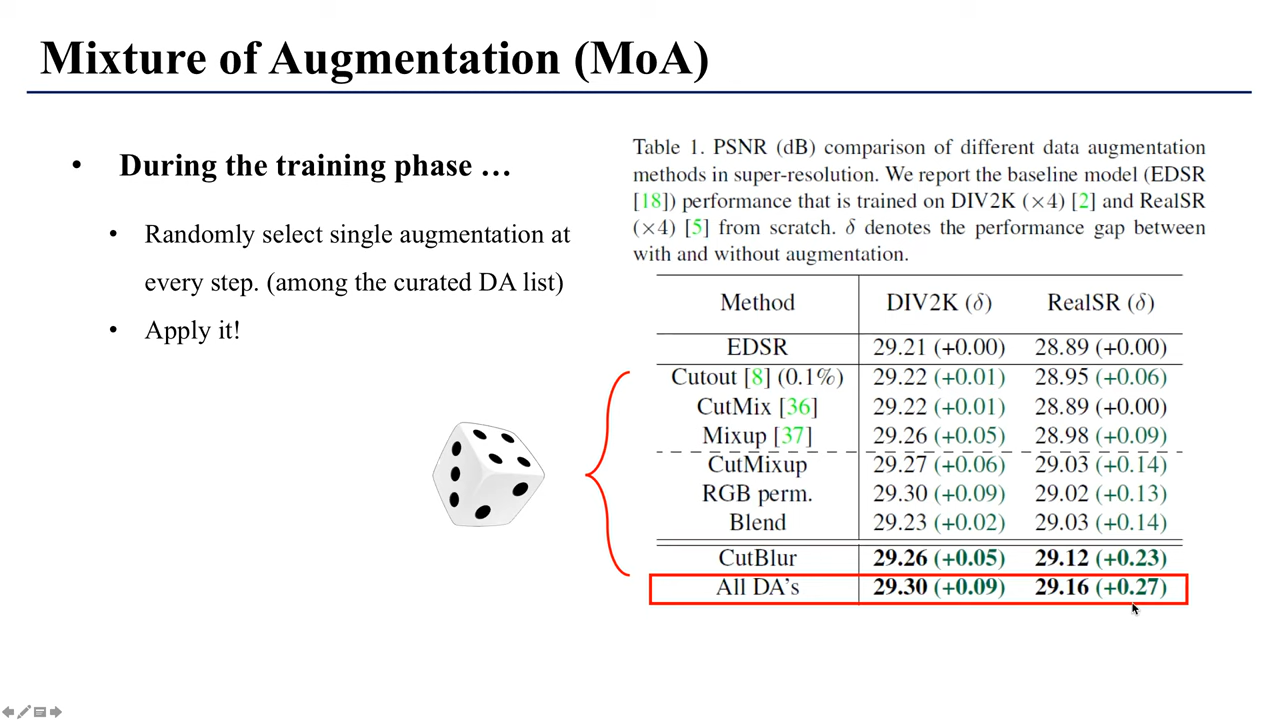 Mixture of Augmentation (MoA)
• During the training phase …
• Randomly select single augmentation at
every step. (among the curated DA list)
• Apply it!
Table 1. PSNR (dB) comparison of different data augmentation
methods in super-resolution. We report the baseline model (EDSR
[18]) performance that is trained on DIV2K (×4) [2] and RealSR
(×4) [5] from scratch. δ denotes the performance gap between
with and without augmentation.
Method DIV2K (δ) RealSR (δ)
EDSR 29.21 (+0.00) 28.89 (+0.00)
Cutout [8] (0.1%) 29.22 (+0.01) 28.95 (+0.06)
CutMix [36] 29.22 (+0.01) 28.89 (+0.00)
Mixup [37] 29.26 (+0.05) 28.98 (+0.09)
CutMixup 29.27 (+0.06) 29.03 (+0.14)
RGB perm. 29.30 (+0.09) 29.02 (+0.13)
Blend 29.23 (+0.02) 29.03 (+0.14)
CutBlur 29.26 (+0.05) 29.12 (+0.23)
All DA's 29.30 (+0.09) 29.16 (+0.27)